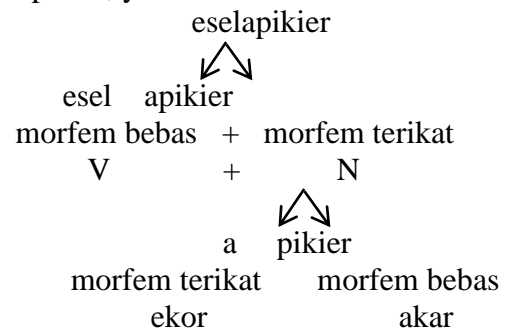 eselapikier
esel apikier
morfem bebas + morfem terikat
V + N
a pikier
morfem terikat morfem bebas
ekor akar